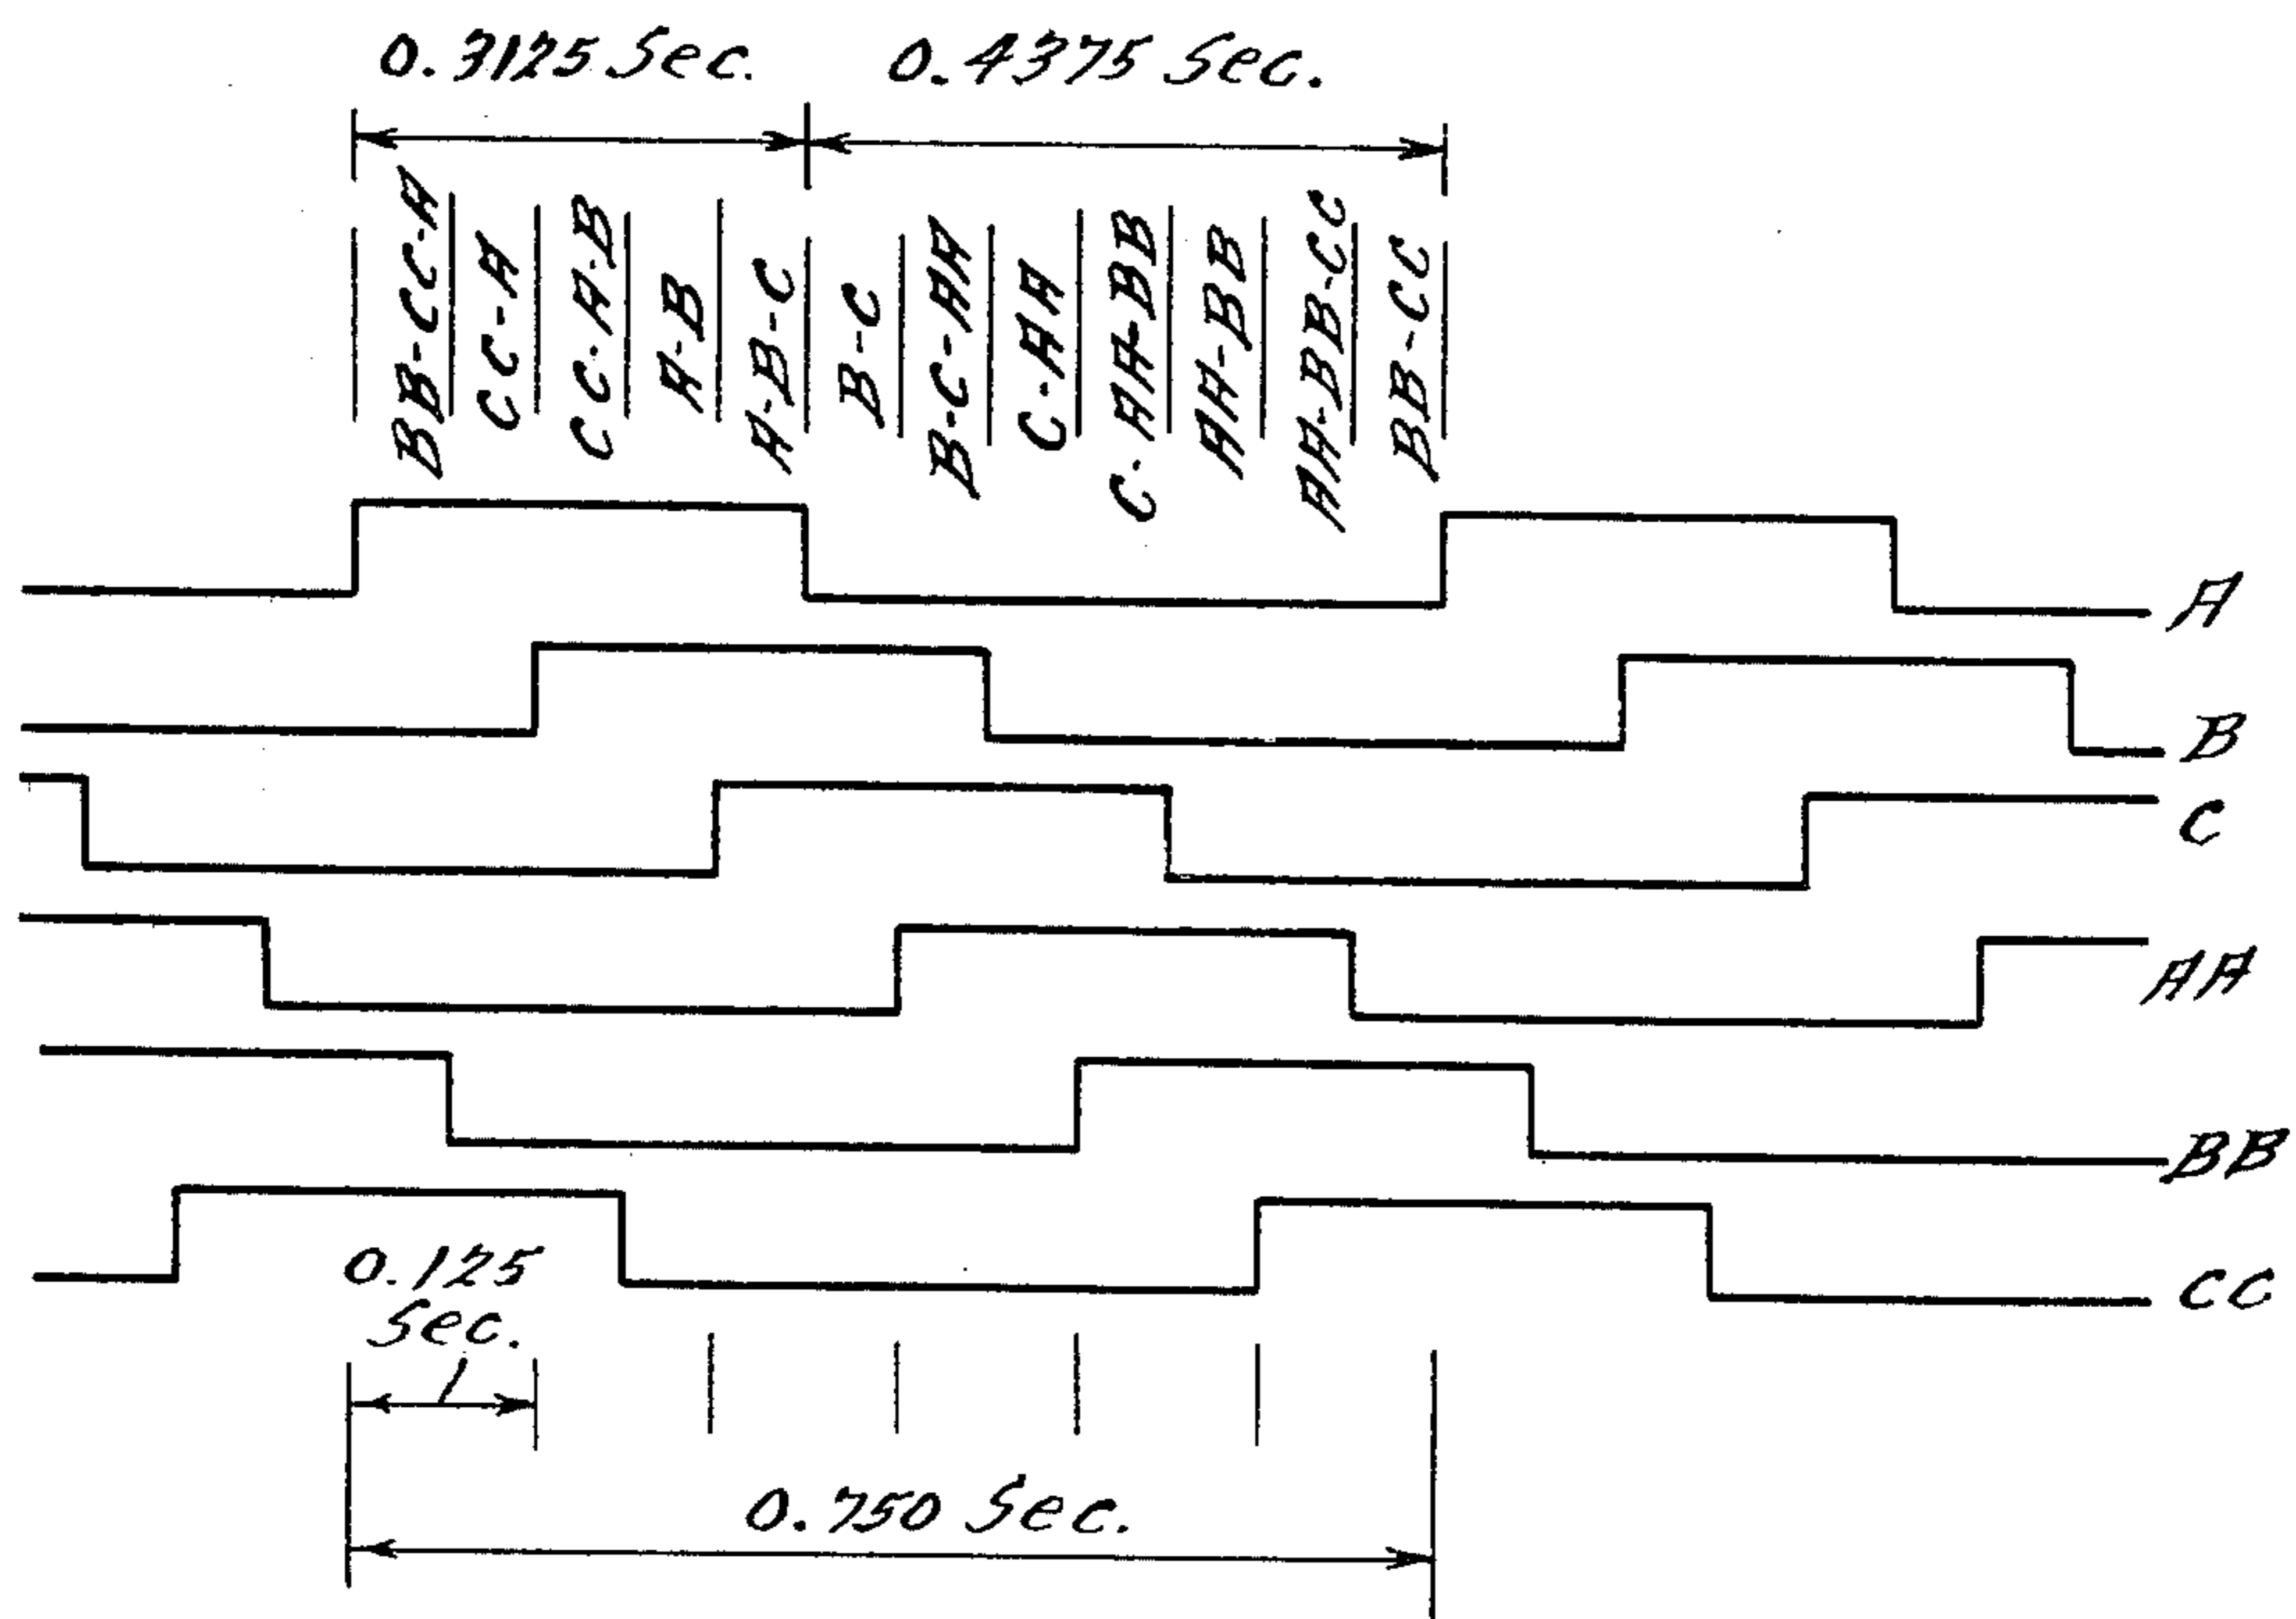 0.3125 Sec. 0.4375 Sec.
BB-CC-A
CC-A
CC-A-B
A-B
A-B-C
B-C
B-C-AA
C-AA
C-AA-BB
AA-BB
AA-BB-CC
BB-CC
A
B
C
AA
BB
CC
0.125
Sec.
0.750 Sec.